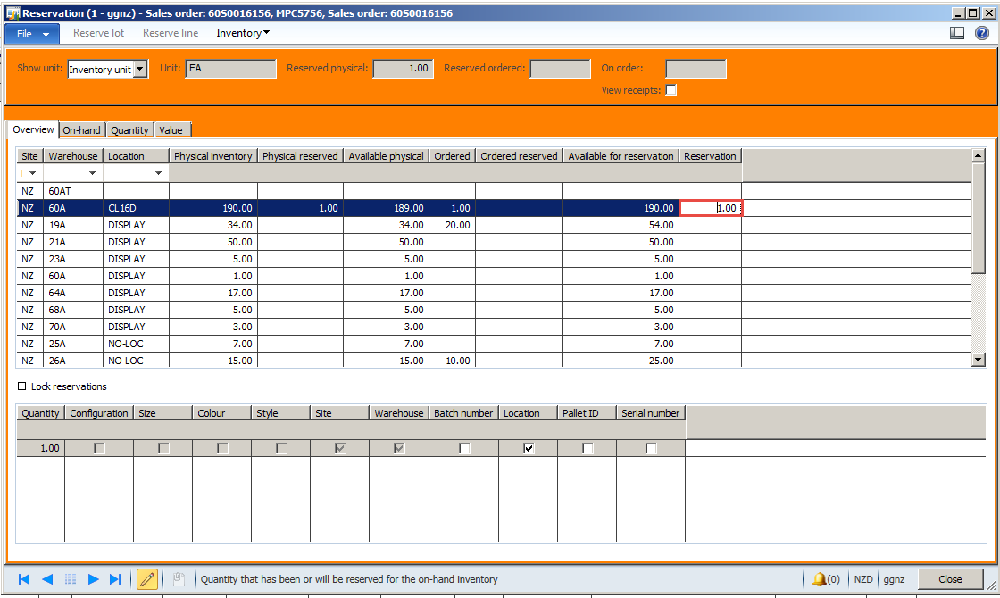 Reservation (1 - ggnz) - Sales order: 60S0016156, MPC5756, Sales order: 60S0016156
File Reserve lot Reserve line Inventory
Show unit: Inventory unit Unit: EA Reserved physical: 1.00 Reserved ordered: On order:
View receipts:
Overview On-hand Quantity Value
Site Warehouse Location Physical inventory Physical reserved Available physical Ordered Ordered reserved Available for reservation Reservation
NZ 60AT
NZ 60A CL16D 190.00 1.00 189.00 1.00 190.00 1.00
NZ 19A DISPLAY 34.00 34.00 20.00 54.00
NZ 21A DISPLAY 50.00 50.00 50.00
NZ 23A DISPLAY 5.00 5.00 5.00
NZ 60A DISPLAY 1.00 1.00 1.00
NZ 64A DISPLAY 17.00 17.00 17.00
NZ 68A DISPLAY 5.00 5.00 5.00
NZ 70A DISPLAY 3.00 3.00 3.00
NZ 25A NO-LOC 7.00 7.00 7.00
NZ 26A NO-LOC 15.00 15.00 10.00 25.00
Lock reservations
Quantity Configuration Size Colour Style Site Warehouse Batch number Location Pallet ID Serial number
1.00
Quantity that has been or will be reserved for the on-hand inventory (0) NZD ggnz Close